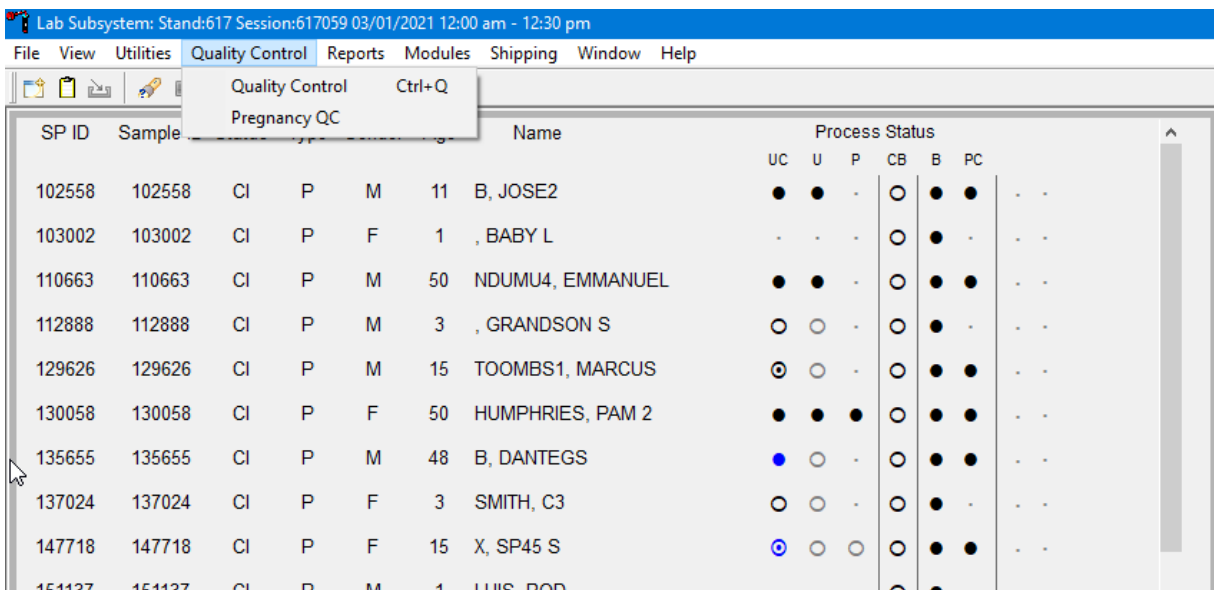 Lab Subsystem: Stand:617 Session:617059 03/01/2021 12:00 am - 12:30 pm
File View Utilities Quality Control Reports Modules Shipping Window Help
Quality Control Ctrl+Q
Pregnancy QC
SP ID Sample Name Process Status
UC U P CB B PC
102558 102558 CI P M 11 B, JOSE2
103002 103002 CI P F 1 , BABY L
110663 110663 CI P M 50 NDUMU4, EMMANUEL
112888 112888 CI P M 3 , GRANDSON S
129626 129626 CI P M 15 TOOMBS1, MARCUS
130058 130058 CI P F 50 HUMPHRIES, PAM 2
135655 135655 CI P M 48 B, DANTEGS
137024 137024 CI P F 3 SMITH, C3
147718 147718 CI P F 15 X, SP45 S